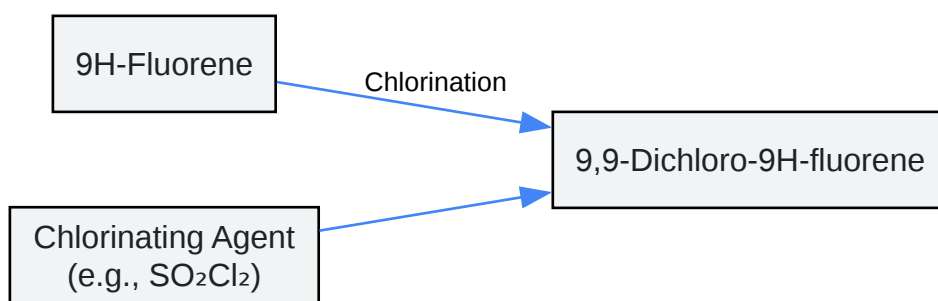 9H-Fluorene
Chlorination
9,9-Dichloro-9H-fluorene
Chlorinating Agent
(e.g., SO₂Cl₂)